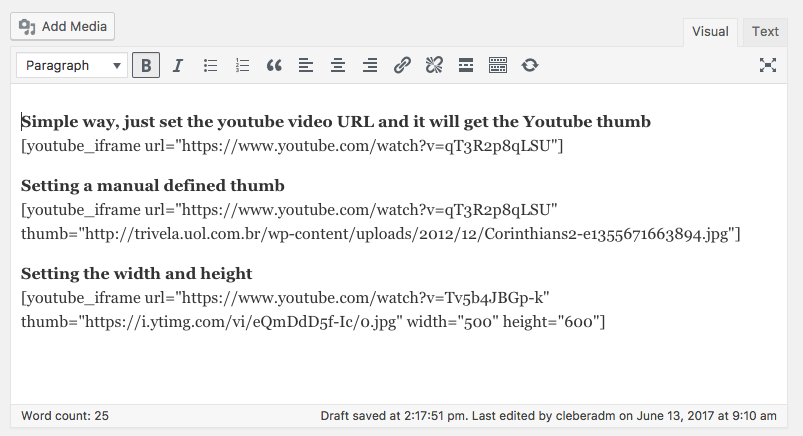 Add Media
Visual Text
Paragraph B I
Simple way, just set the youtube video URL and it will get the Youtube thumb
[youtube_iframe url="https://www.youtube.com/watch?v=qT3R2p8qLSU"]
Setting a manual defined thumb
[youtube_iframe url="https://www.youtube.com/watch?v=qT3R2p8qLSU"
thumb="http://trivela.uol.com.br/wp-content/uploads/2012/12/Corinthians2-e1355671663894.jpg"]
Setting the width and height
[youtube_iframe url="https://www.youtube.com/watch?v=Tv5b4JBGp-k"
thumb="https://i.ytimg.com/vi/eQmDdD5f-Ic/0.jpg" width="500" height="600"]
Word count: 25 Draft saved at 2:17:51 pm. Last edited by cleberadm on June 13, 2017 at 9:10 am